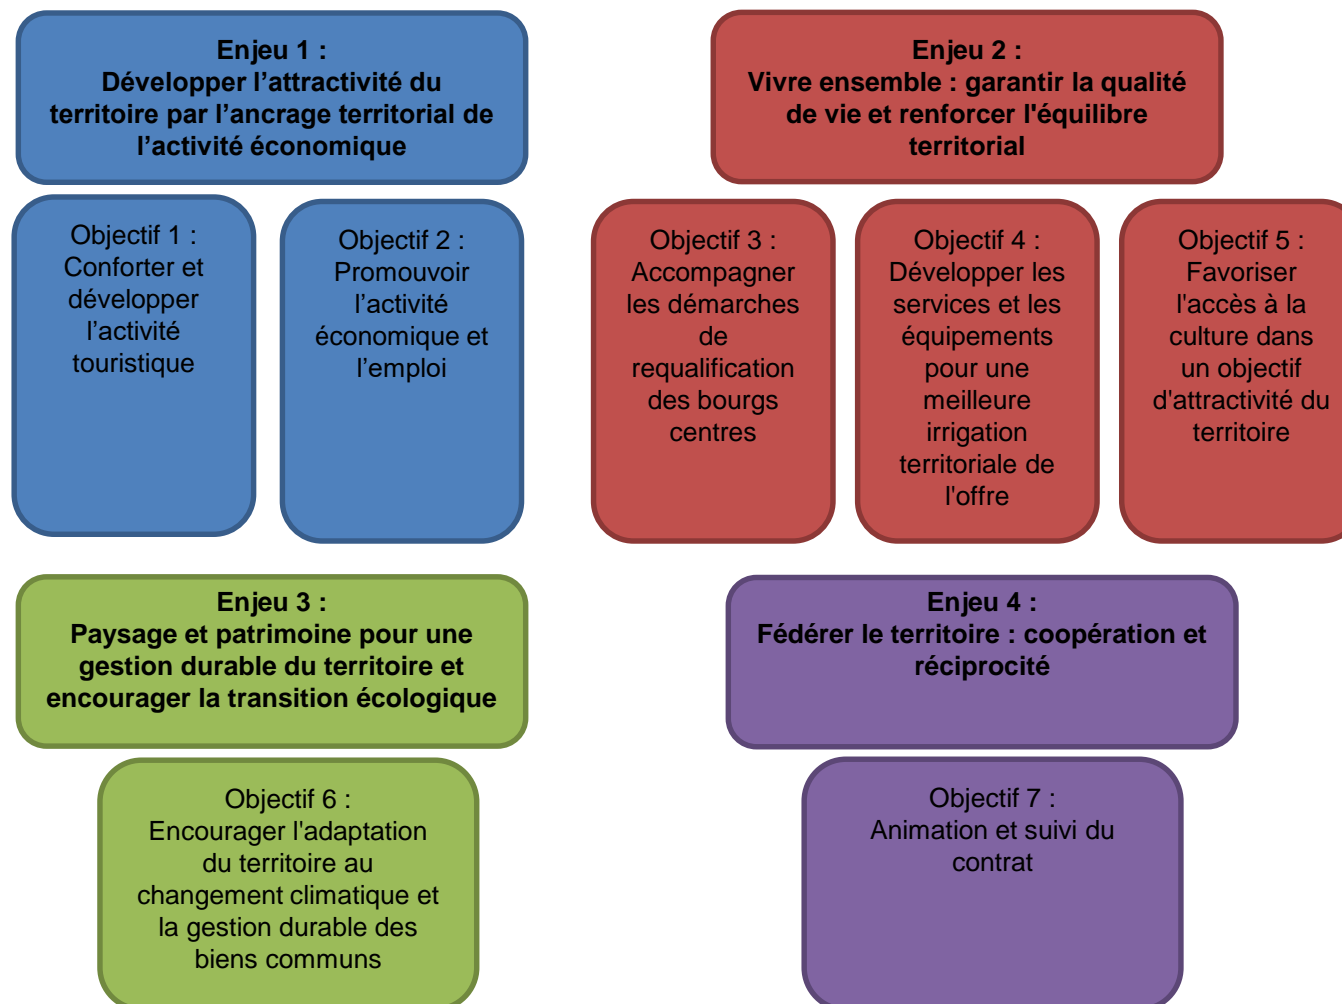 Enjeu 1 :
Développer l’attractivité du
territoire par l’ancrage territorial de
l’activité économique
Enjeu 2 :
Vivre ensemble : garantir la qualité
de vie et renforcer l'équilibre
territorial
Objectif 1 :
Conforter et
développer
l’activité
touristique
Objectif 2 :
Promouvoir
l’activité
économique et
l’emploi
Objectif 3 :
Accompagner
les démarches
de
requalification
des bourgs
centres
Objectif 4 :
Développer les
services et les
équipements
pour une
meilleure
irrigation
territoriale de
l'offre
Objectif 5 :
Favoriser
l'accès à la
culture dans
un objectif
d'attractivité du
territoire
Enjeu 3 :
Paysage et patrimoine pour une
gestion durable du territoire et
encourager la transition écologique
Enjeu 4 :
Fédérer le territoire : coopération et
réciprocité
Objectif 6 :
Encourager l'adaptation
du territoire au
changement climatique et
la gestion durable des
biens communs
Objectif 7 :
Animation et suivi du
contrat